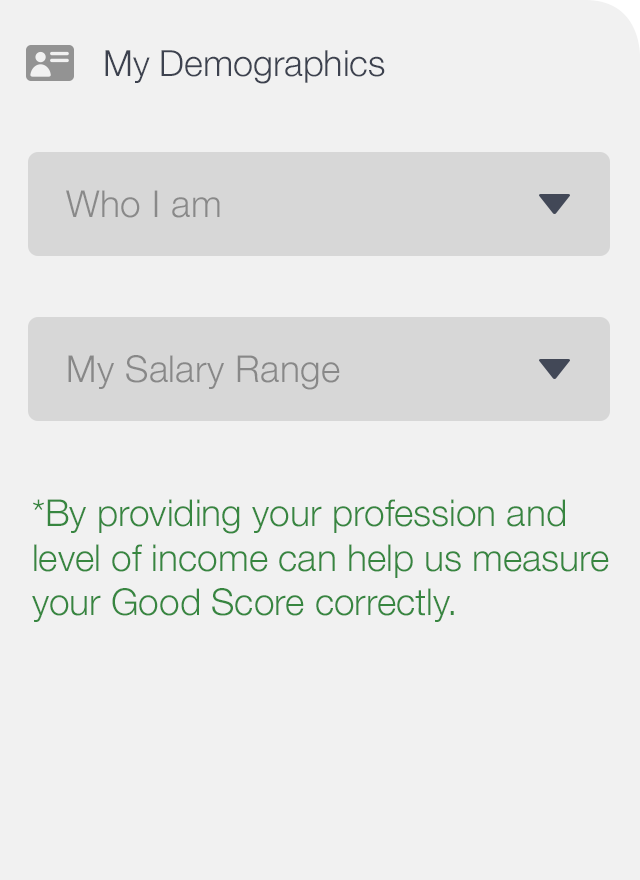 My Demographics
Who I am
My Salary Range
*By providing your profession and
level of income can help us measure
your Good Score correctly.